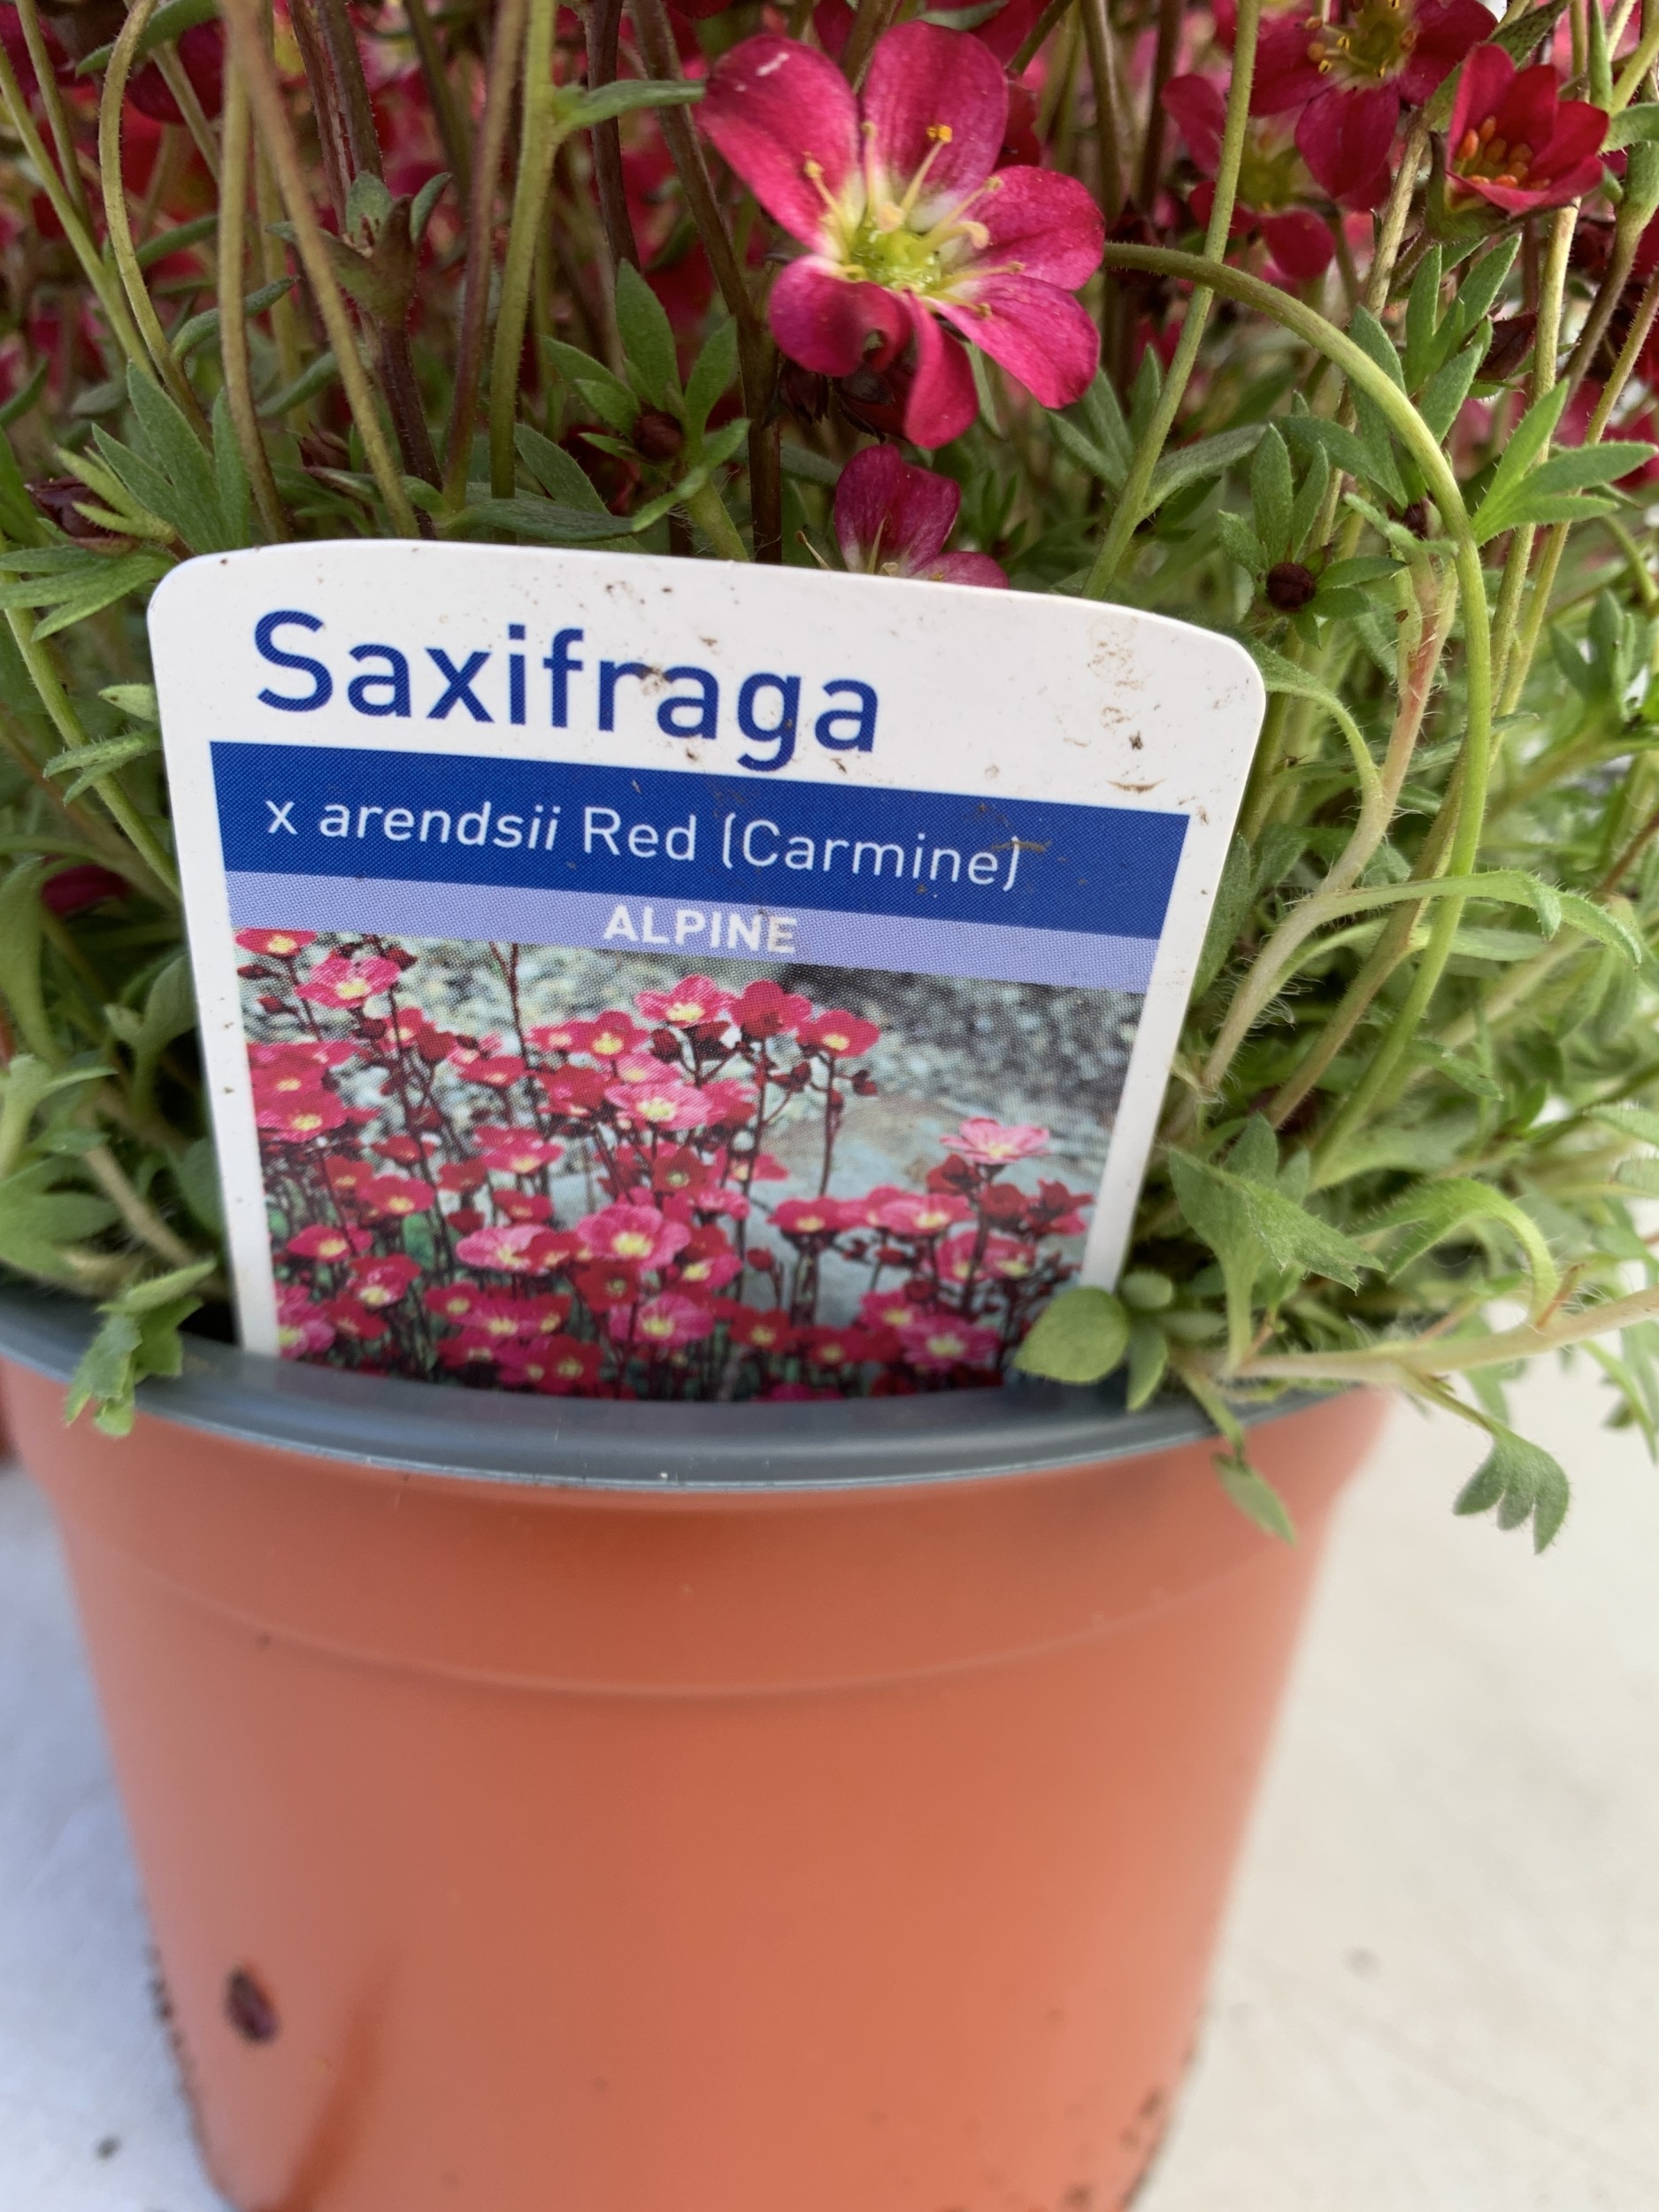 Saxifraga
x arendsii Red (Carmine)
ALPINE